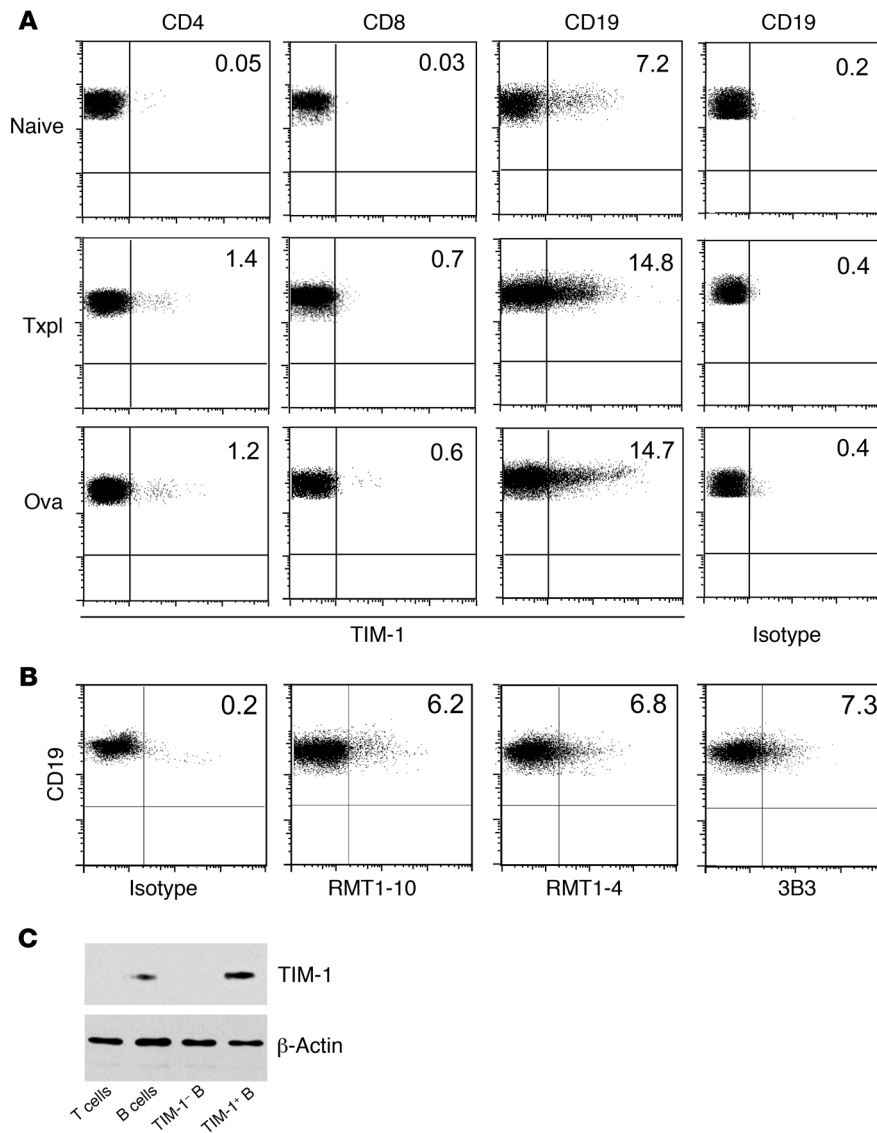 A
CD4 CD8 CD19 CD19
Naive 0.05 0.03 7.2 0.2
Txpl 1.4 0.7 14.8 0.4
Ova 1.2 0.6 14.7 0.4
TIM-1 Isotype
B
CD19 0.2 6.2 6.8 7.3
Isotype RMT1-10 RMT1-4 3B3
C
TIM-1
β-Actin
T cells B cells TIM-1⁻ B TIM-1⁺ B